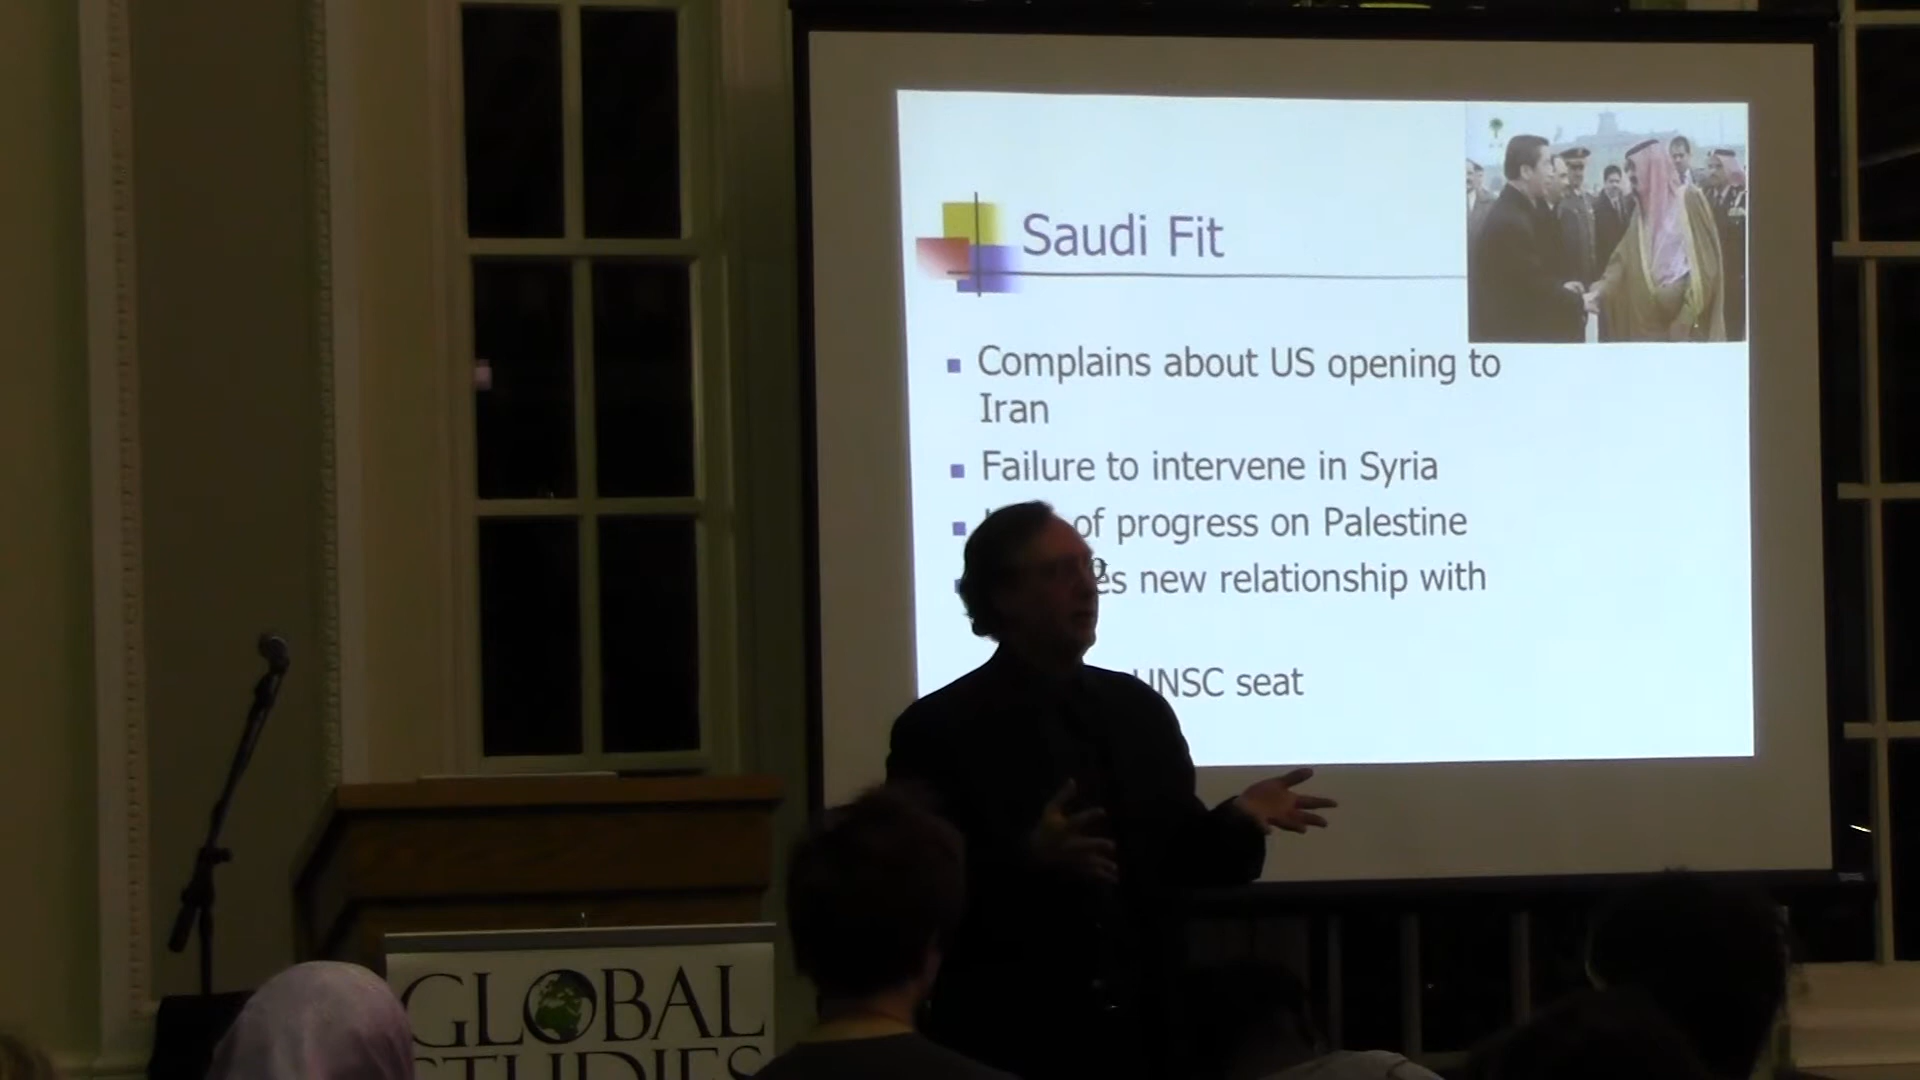 Saudi Fit
Complains about US opening to
Iran
Failure to intervene in Syria
of progress on Palestine
new relationship with
UNSC seat
GLOBAL
STUDIES